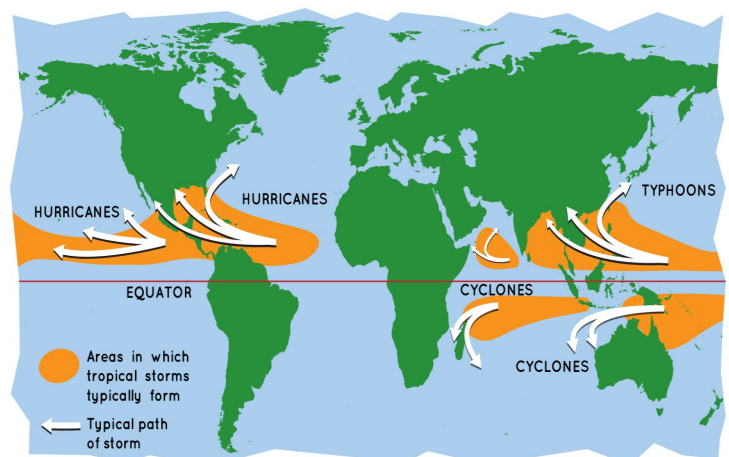 HURRICANES
HURRICANES
TYPHOONS
EQUATOR
CYCLONES
CYCLONES
Areas in which
tropical storms
typically form
Typical path
of storm